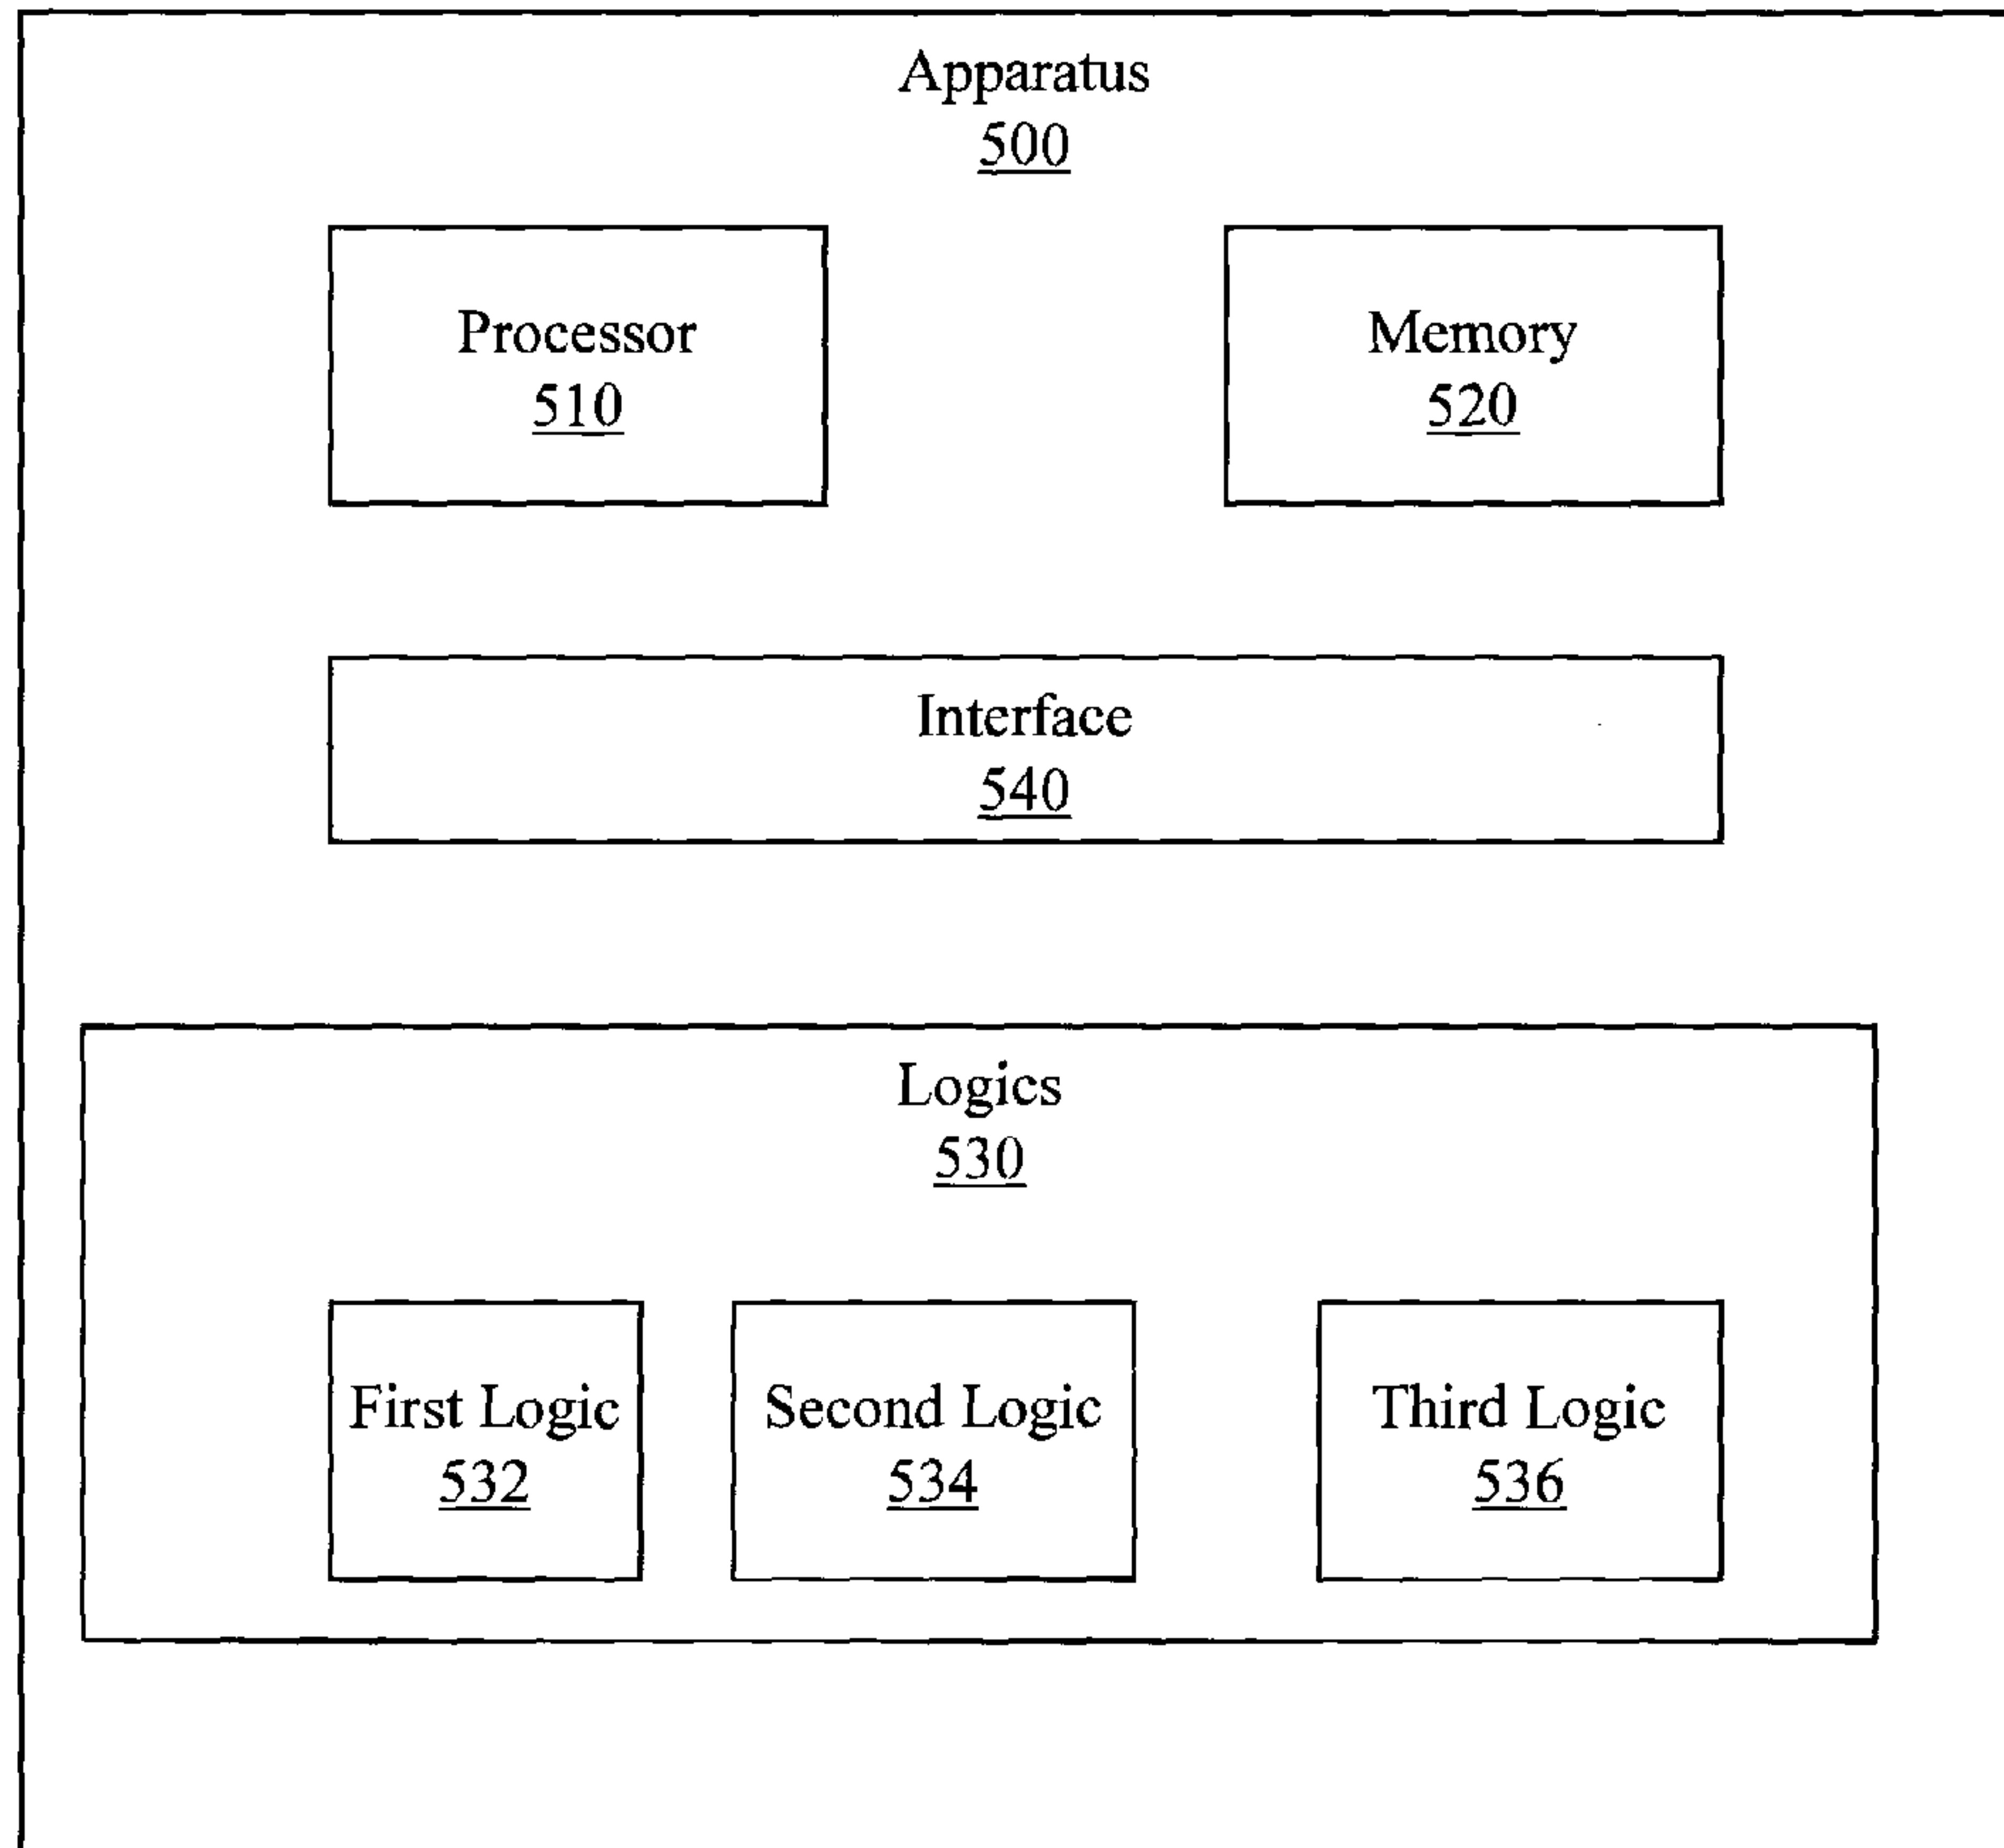 Apparatus
500
Processor
510
Memory
520
Interface
540
Logics
530
First Logic
532
Second Logic
534
Third Logic
536